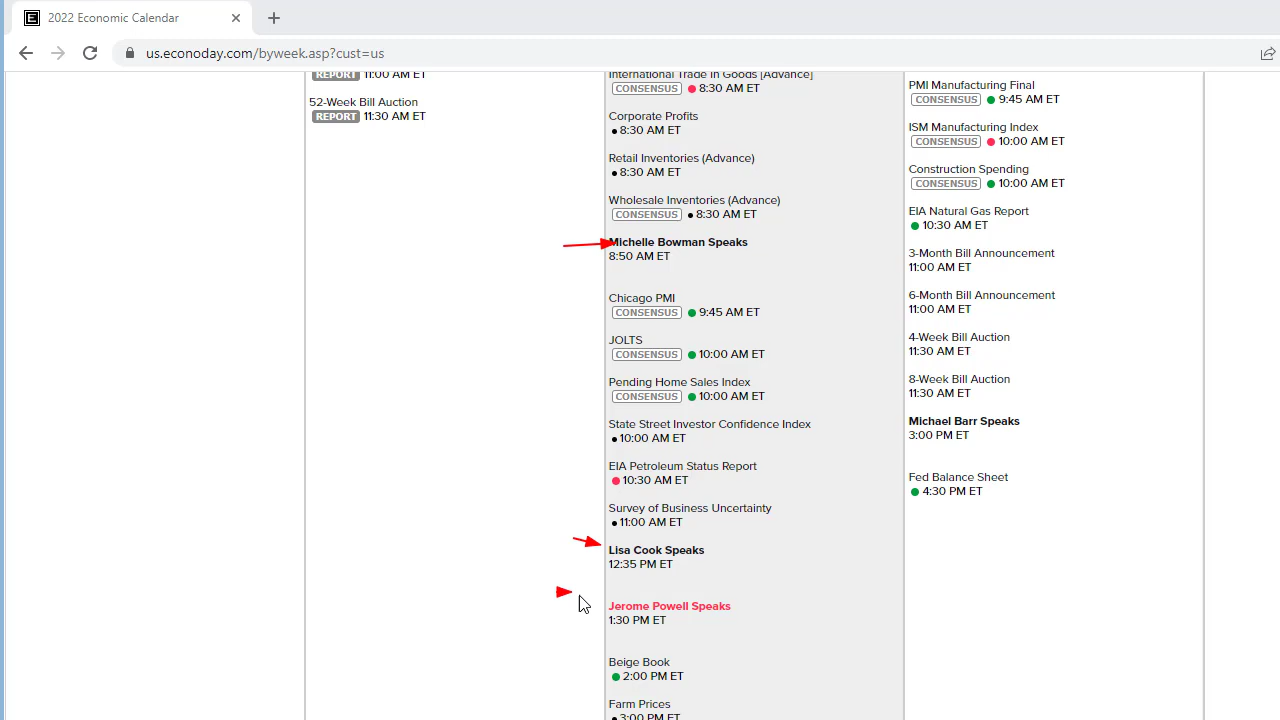 2022 Economic Calendar
us.econoday.com/byweek.asp?cust=us
REPORT 11:00 AM ET
52-Week Bill Auction
REPORT 11:30 AM ET
International Trade in Goods [Advance]
CONSENSUS 8:30 AM ET
Corporate Profits
8:30 AM ET
Retail Inventories (Advance)
8:30 AM ET
Wholesale Inventories (Advance)
CONSENSUS 8:30 AM ET
Michelle Bowman Speaks
8:50 AM ET
Chicago PMI
CONSENSUS 9:45 AM ET
JOLTS
CONSENSUS 10:00 AM ET
Pending Home Sales Index
CONSENSUS 10:00 AM ET
State Street Investor Confidence Index
10:00 AM ET
EIA Petroleum Status Report
10:30 AM ET
Survey of Business Uncertainty
11:00 AM ET
Lisa Cook Speaks
12:35 PM ET
Jerome Powell Speaks
1:30 PM ET
Beige Book
2:00 PM ET
Farm Prices
3:00 PM ET
PMI Manufacturing Final
CONSENSUS 9:45 AM ET
ISM Manufacturing Index
CONSENSUS 10:00 AM ET
Construction Spending
CONSENSUS 10:00 AM ET
EIA Natural Gas Report
10:30 AM ET
3-Month Bill Announcement
11:00 AM ET
6-Month Bill Announcement
11:00 AM ET
4-Week Bill Auction
11:30 AM ET
8-Week Bill Auction
11:30 AM ET
Michael Barr Speaks
3:00 PM ET
Fed Balance Sheet
4:30 PM ET